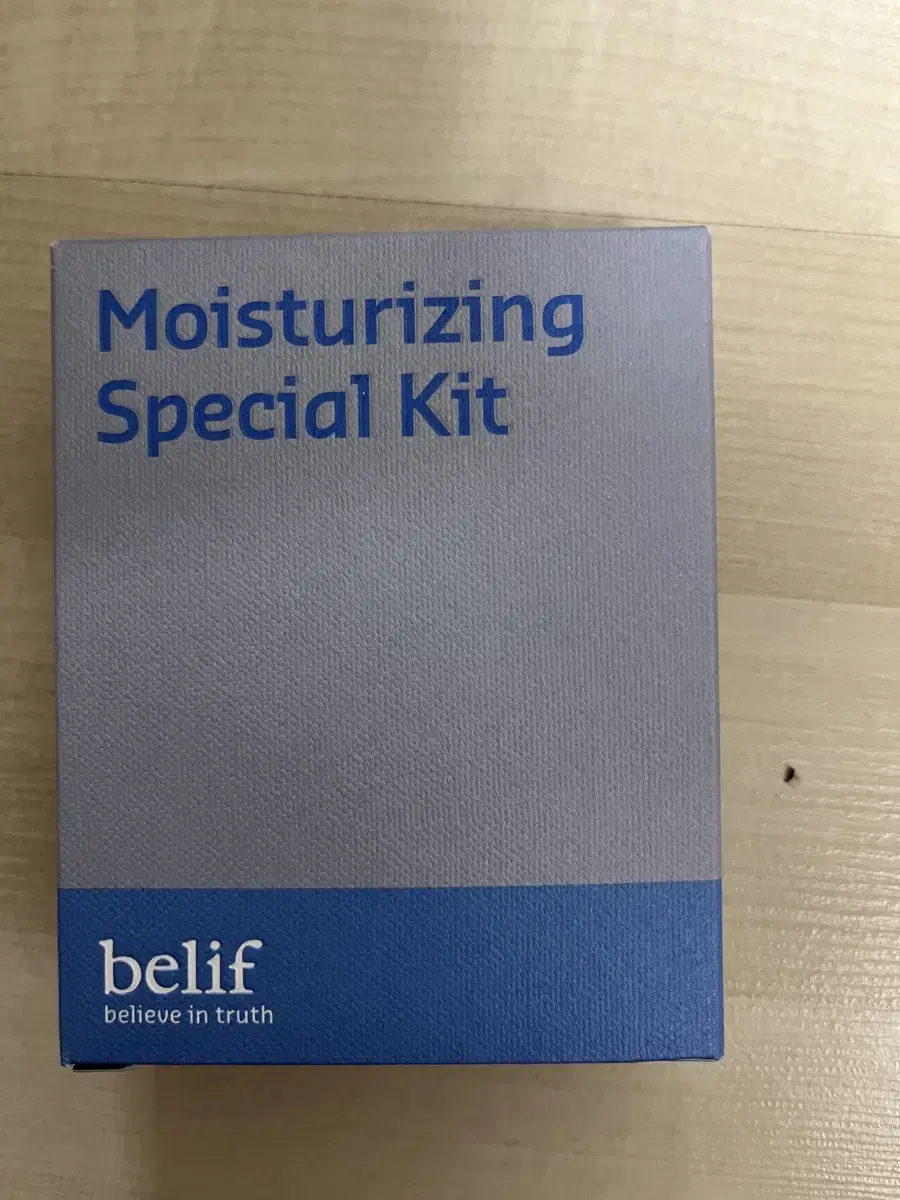 Moisturizing
Special Kit
belif
believe in truth